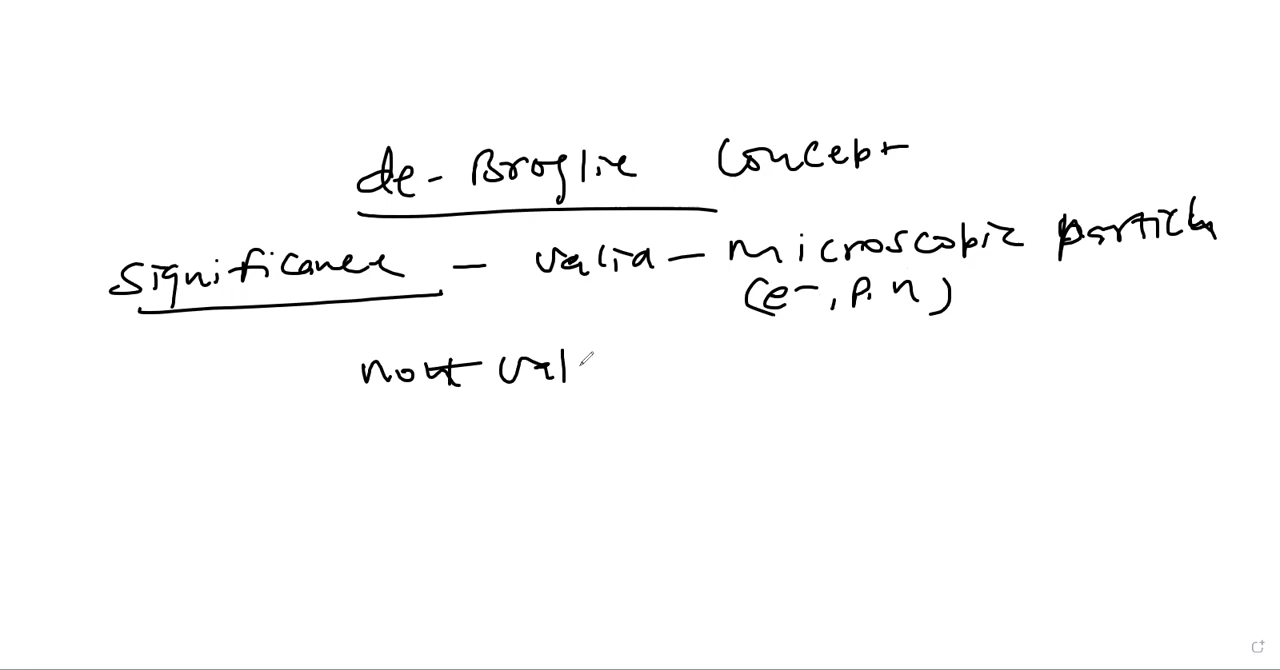 de-Broglie Concept
Significance - valid - microscopic particle
(e-, p, n)
not val